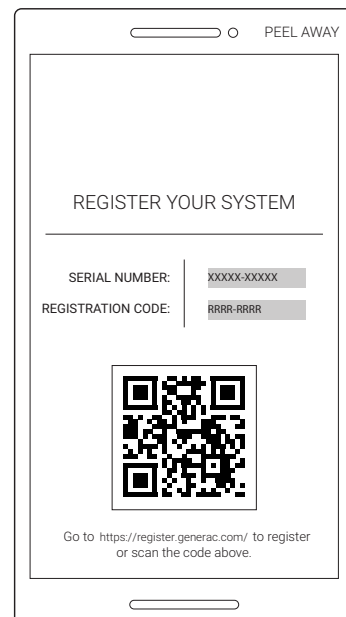 PEEL AWAY
REGISTER YOUR SYSTEM
SERIAL NUMBER: XXXXX-XXXXX
REGISTRATION CODE: RRRR-RRRR
Go to https://register.generac.com/ to register
or scan the code above.